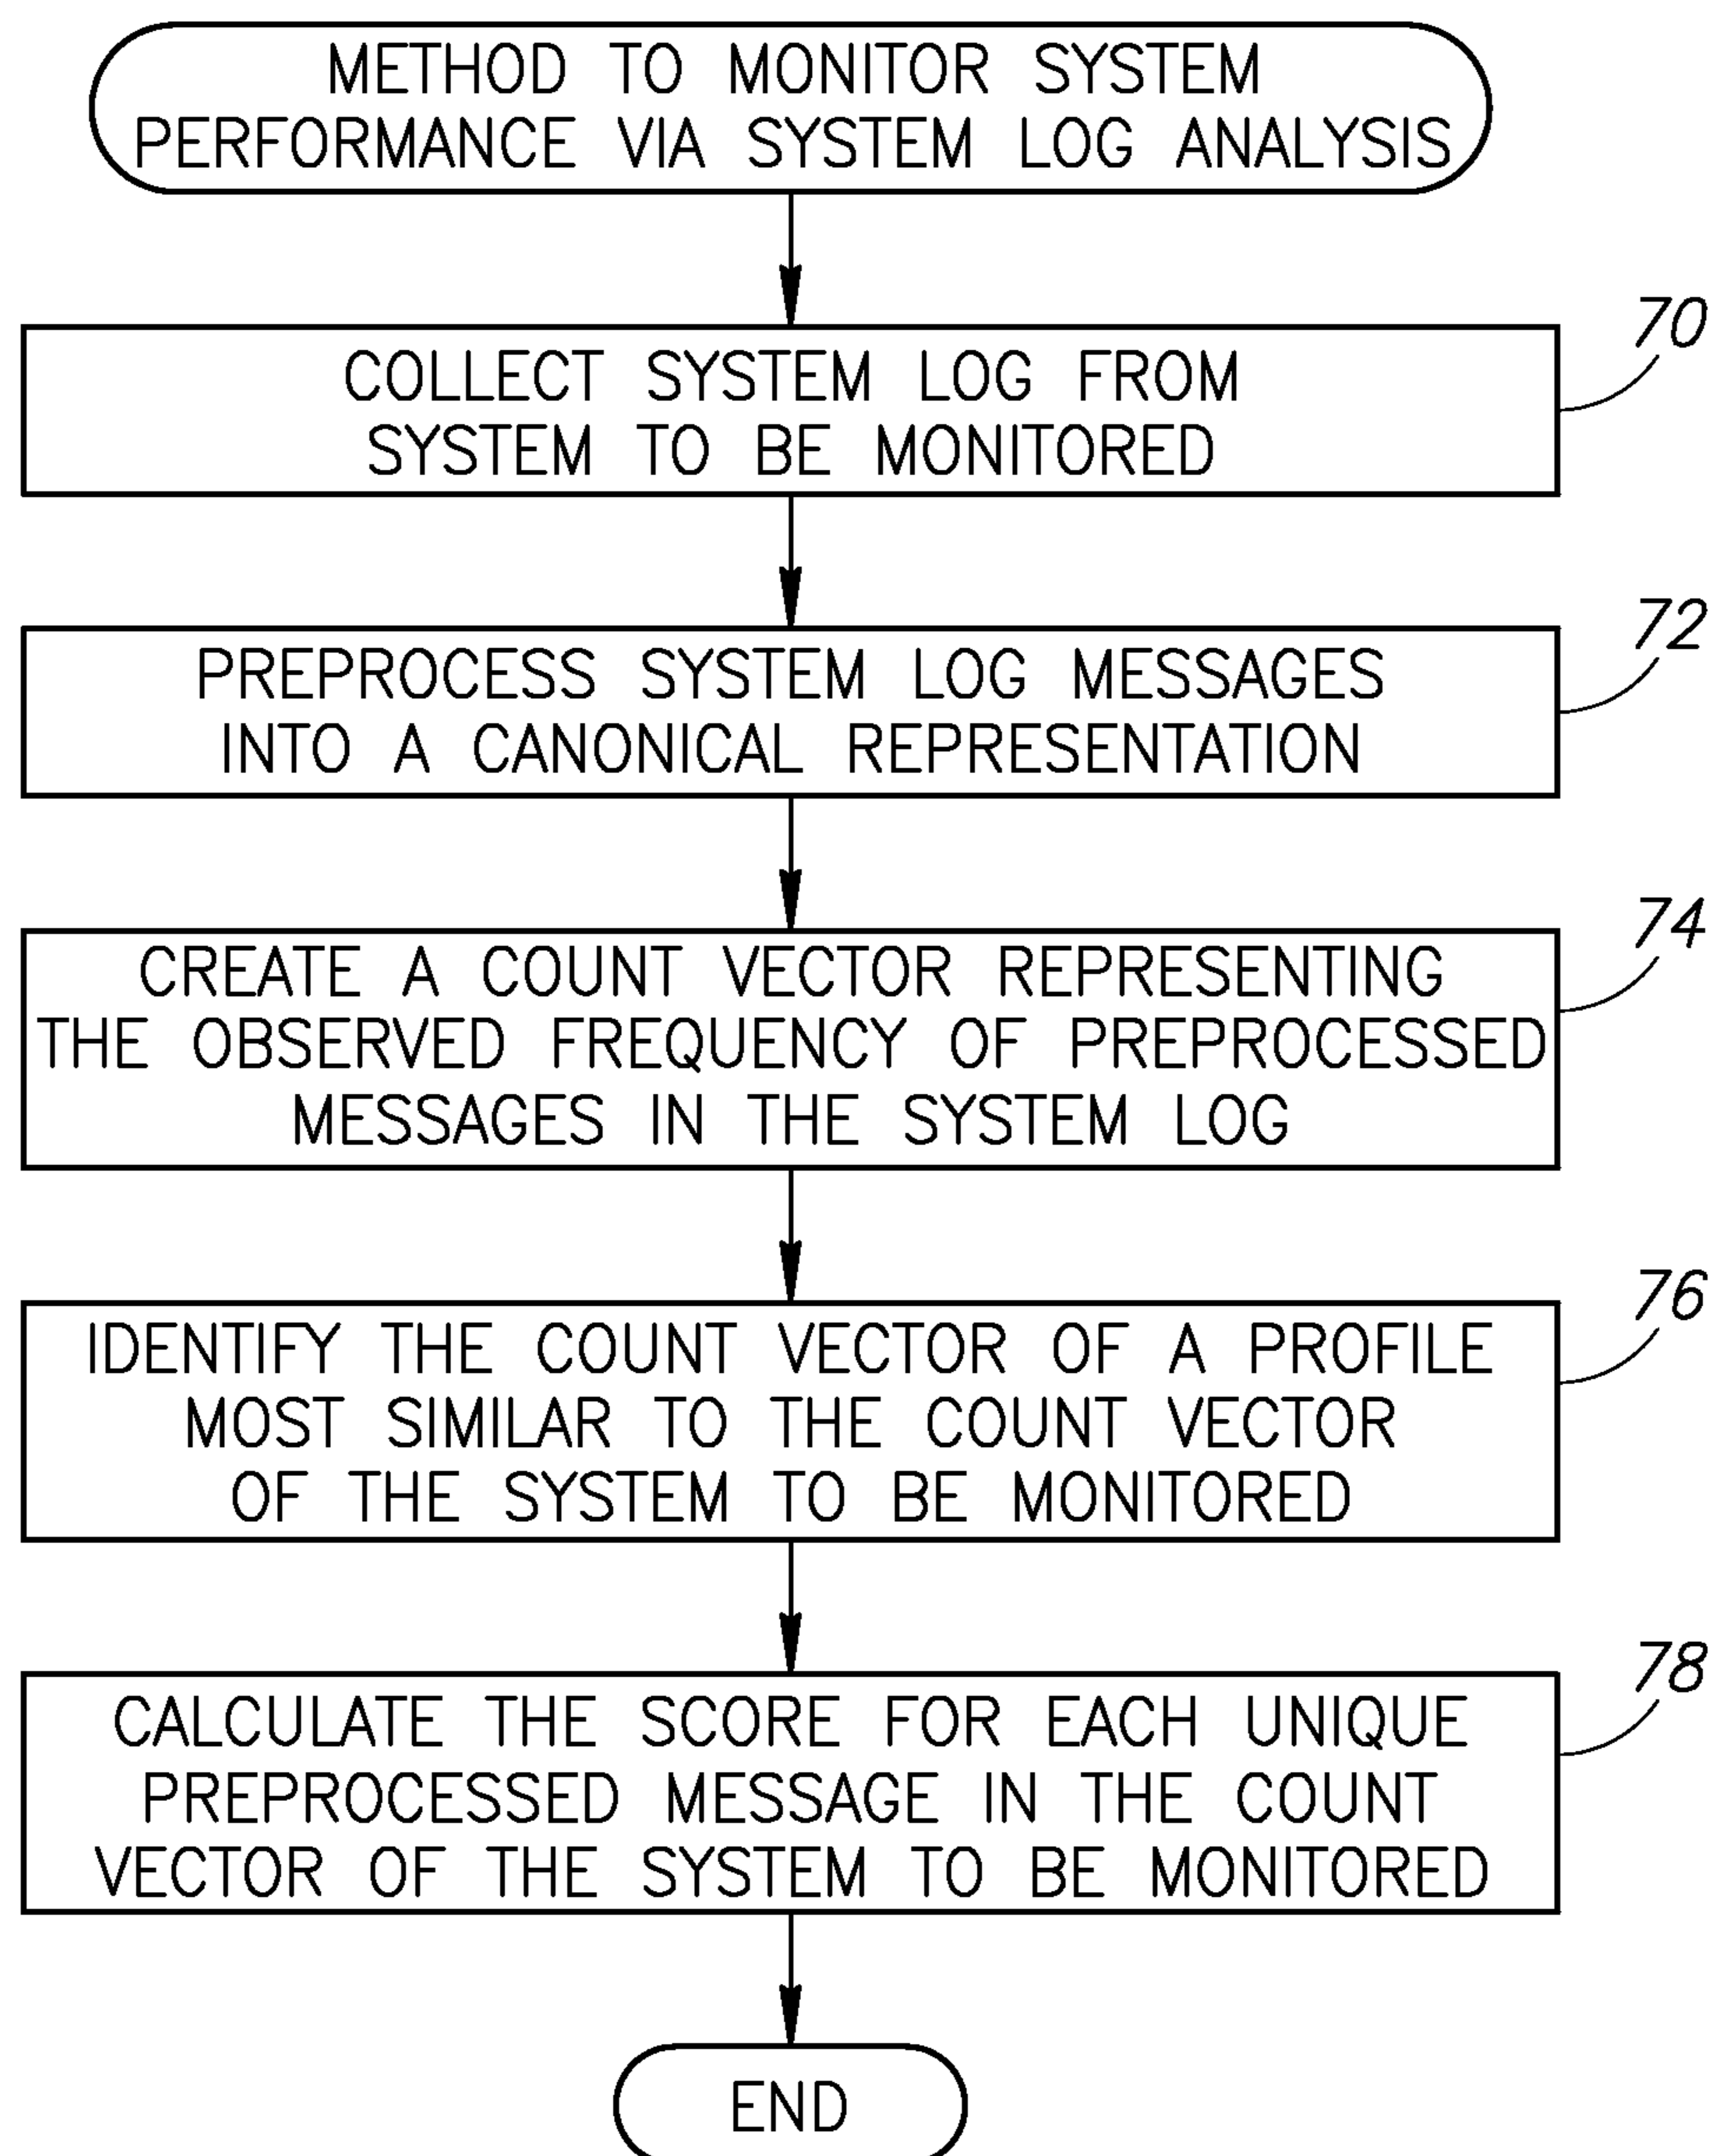 METHOD TO MONITOR SYSTEM
PERFORMANCE VIA SYSTEM LOG ANALYSIS
70
COLLECT SYSTEM LOG FROM
SYSTEM TO BE MONITORED
72
PREPROCESS SYSTEM LOG MESSAGES
INTO A CANONICAL REPRESENTATION
74
CREATE A COUNT VECTOR REPRESENTING
THE OBSERVED FREQUENCY OF PREPROCESSED
MESSAGES IN THE SYSTEM LOG
76
IDENTIFY THE COUNT VECTOR OF A PROFILE
MOST SIMILAR TO THE COUNT VECTOR
OF THE SYSTEM TO BE MONITORED
78
CALCULATE THE SCORE FOR EACH UNIQUE
PREPROCESSED MESSAGE IN THE COUNT
VECTOR OF THE SYSTEM TO BE MONITORED
END